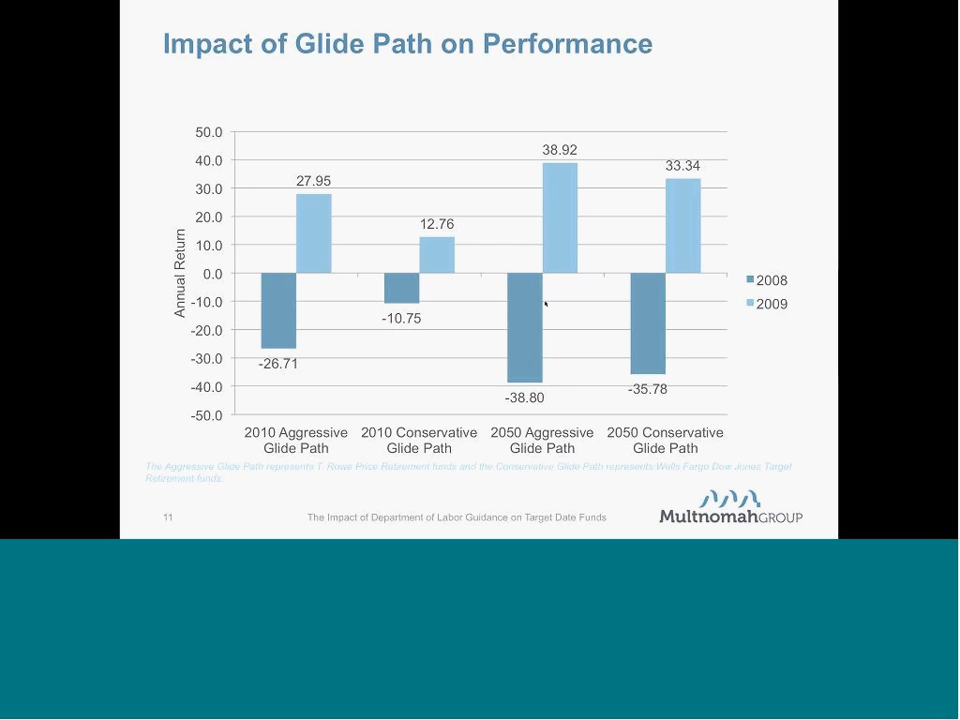 Impact of Glide Path on Performance
50.0
40.0
30.0
20.0
10.0
0.0
-10.0
-20.0
-30.0
-40.0
-50.0
Annual Return
27.95
12.76
38.92
33.34
-26.71
-10.75
-38.80
-35.78
2008
2009
2010 Aggressive
Glide Path
2010 Conservative
Glide Path
2050 Aggressive
Glide Path
2050 Conservative
Glide Path
The Aggressive Glide Path represents T. Rowe Price Retirement funds and the Conservative Glide Path represents Wells Fargo Dow Jones Target
Retirement funds.
11
The Impact of Department of Labor Guidance on Target Date Funds
MultnomahGROUP